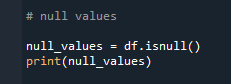 # null values
null_values = df.isnull()
print(null_values)